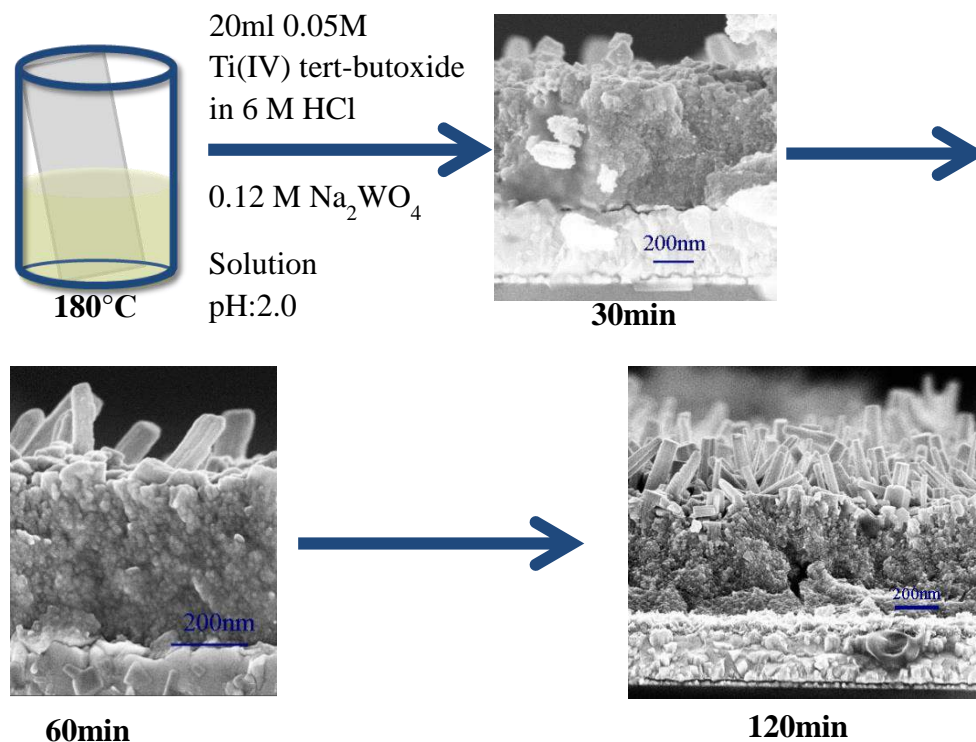 20ml 0.05M
Ti(IV) tert-butoxide
in 6 M HCl
0.12 M Na₂WO₄
Solution
pH:2.0
180°C
200nm
30min
200nm
60min
200nm
120min